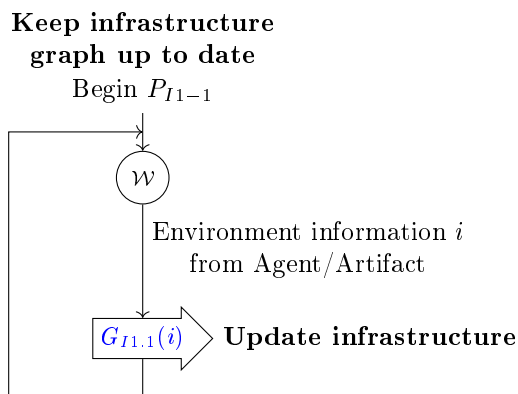 Keep infrastructure
graph up to date
Begin $P_{I1-1}$
$\mathcal{W}$
Environment information $i$
from Agent/Artifact
$G_{I1.1}(i)$ Update infrastructure